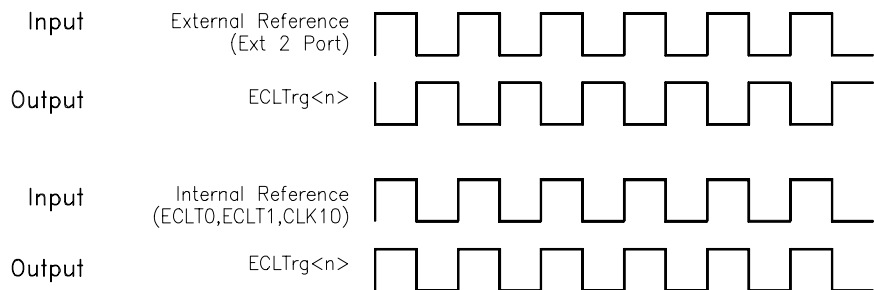 Input External Reference
(Ext 2 Port)
Output ECLTrg<n>
Input Internal Reference
(ECLT0,ECLT1,CLK10)
Output ECLTrg<n>